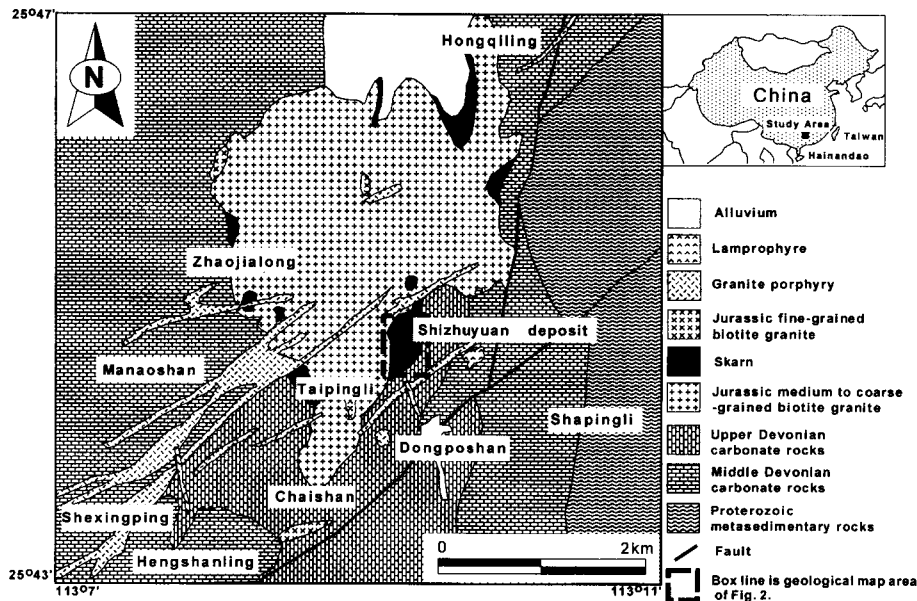 25°47'
N
Hongqiling
Zhaojialong
Shizhuyuan deposit
Manaoshan
Taipingli
Shapingli
Dongposhan
Chaishan
Shexingping
Hengshanling
0 2km
25°43'
113°7'
113°11'
China
Study Area
Taiwan
Hainandao
Alluvium
Lamprophyre
Granite porphyry
Jurassic fine-grained
biotite granite
Skarn
Jurassic medium to coarse
-grained biotite granite
Upper Devonian
carbonate rocks
Middle Devonian
carbonate rocks
Proterozoic
metasedimentary rocks
Fault
Box line is geological map area
of Fig. 2.